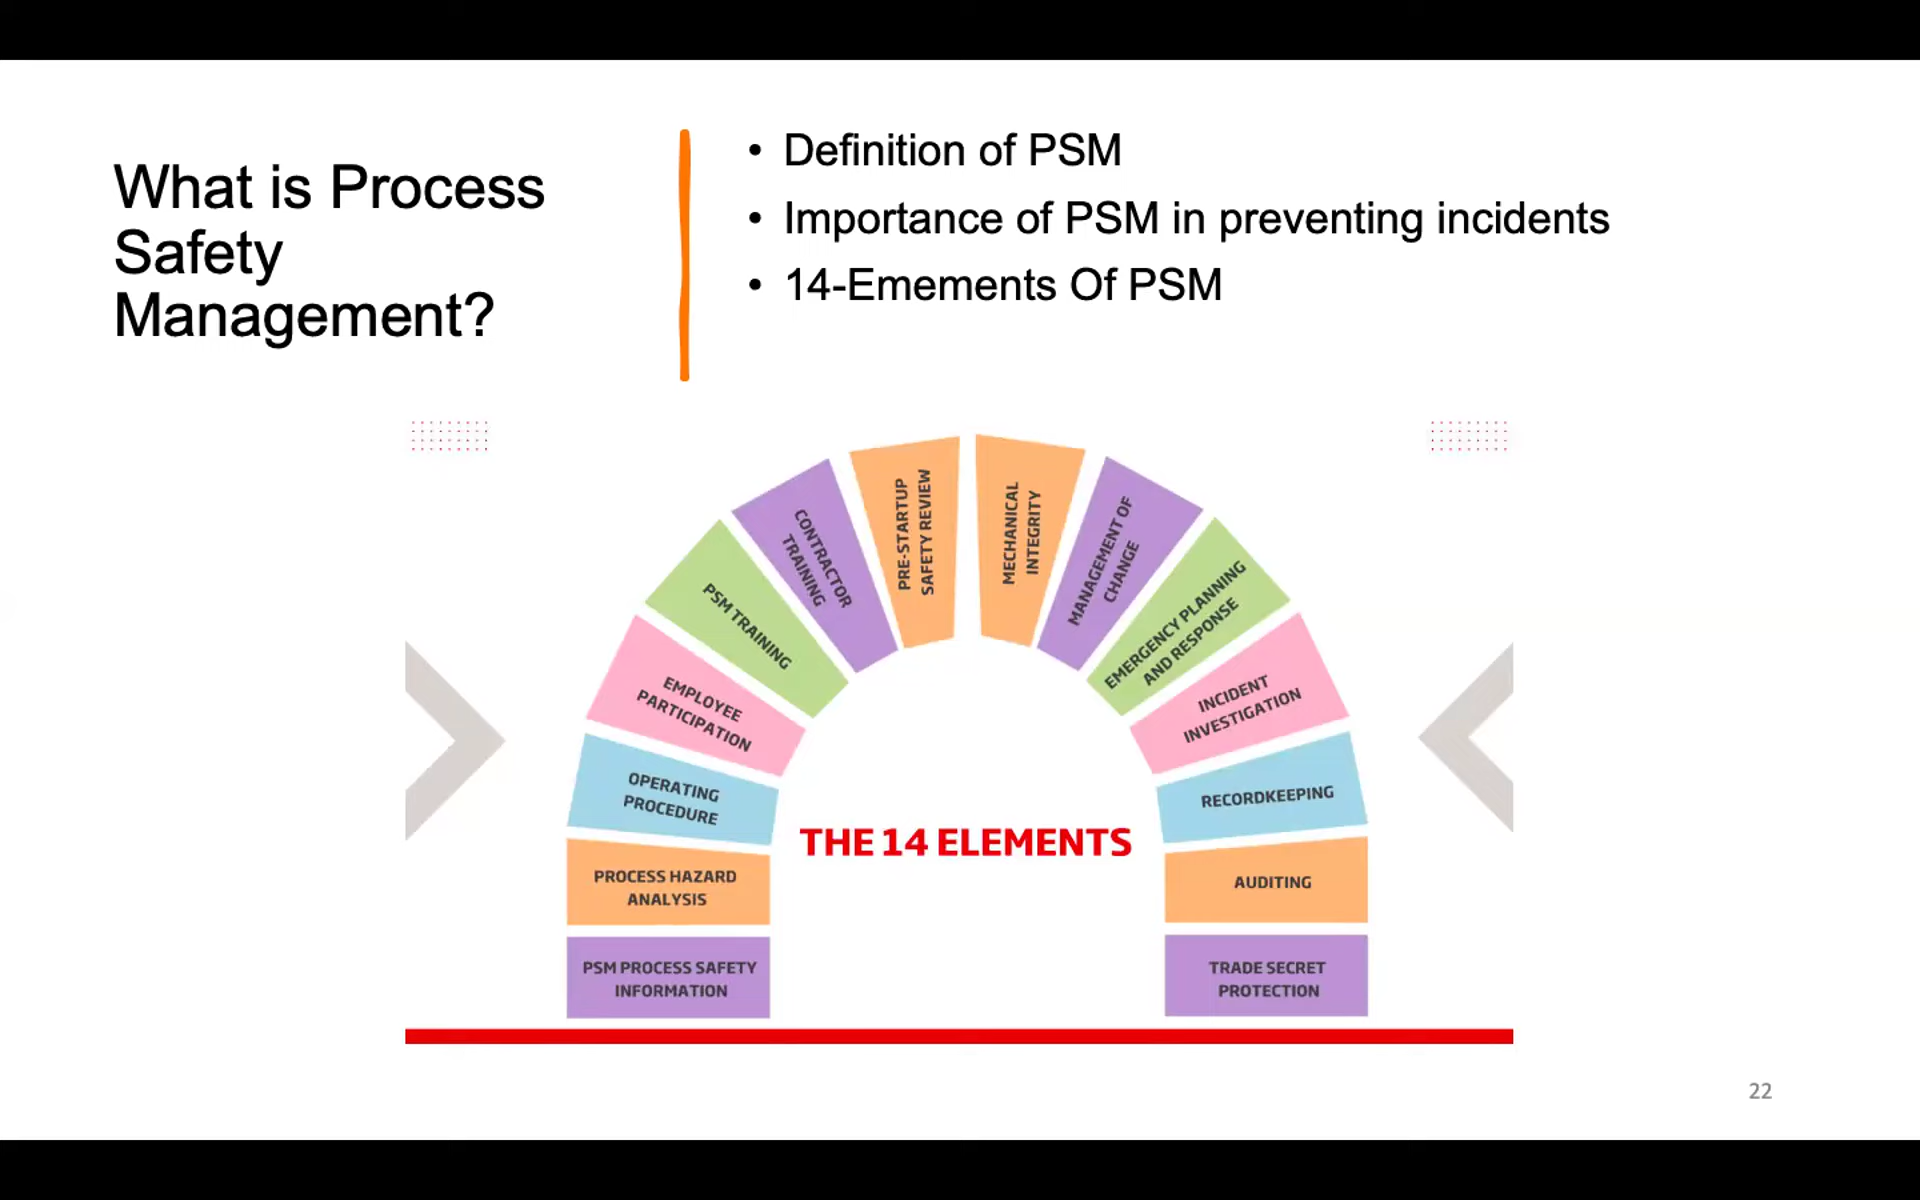 What is Process
Safety
Management?
• Definition of PSM
• Importance of PSM in preventing incidents
• 14-Emements Of PSM
PSM PROCESS SAFETY
INFORMATION
PROCESS HAZARD
ANALYSIS
OPERATING
PROCEDURE
EMPLOYEE
PARTICIPATION
PSM TRAINING
CONTRACTOR
TRAINING
PRE-STARTUP
SAFETY REVIEW
MECHANICAL
INTEGRITY
MANAGEMENT OF
CHANGE
EMERGENCY PLANNING
AND RESPONSE
INCIDENT
INVESTIGATION
RECORDKEEPING
AUDITING
TRADE SECRET
PROTECTION
THE 14 ELEMENTS
22